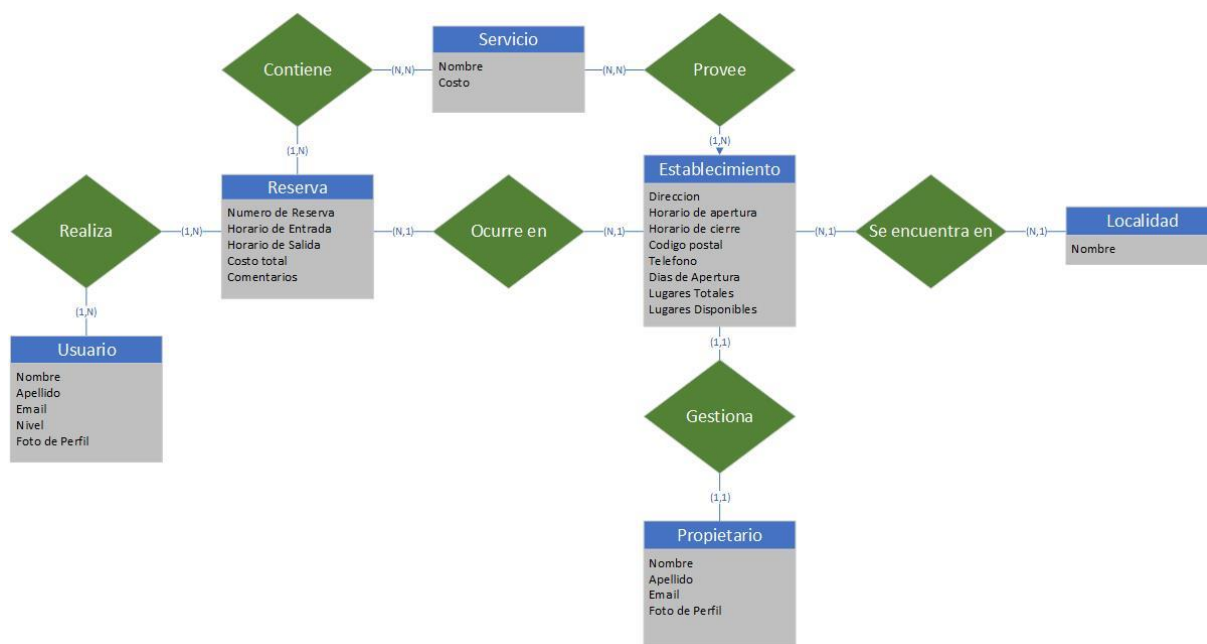 Servicio
Nombre
Costo
Contiene
(N,N)
(N,N)
Provee
(1,N)
(1,N)
Reserva
Numero de Reserva
Horario de Entrada
Horario de Salida
Costo total
Comentarios
Establecimiento
Direccion
Horario de apertura
Horario de cierre
Codigo postal
Telefono
Dias de Apertura
Lugares Totales
Lugares Disponibles
Realiza
(1,N)
(N,1)
Ocurre en
(N,1)
(N,1)
Se encuentra en
(N,1)
Localidad
Nombre
(1,N)
Usuario
Nombre
Apellido
Email
Nivel
Foto de Perfil
(1,1)
Gestiona
(1,1)
Propietario
Nombre
Apellido
Email
Foto de Perfil